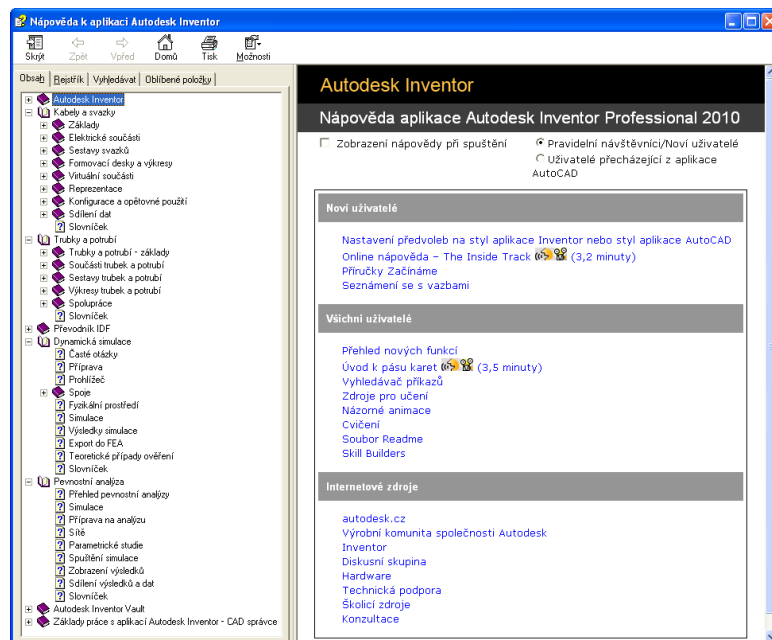 Nápověda k aplikaci Autodesk Inventor
Skrýt Zpět Vpřed Domů Tisk Možnosti
Obsah Rejstřík Vyhledávat Oblíbené položky
Autodesk Inventor
Kabely a svazky
Základy
Elektrické součásti
Sestavy svazků
Formovací desky a výkresy
Virtuální součásti
Reprezentace
Konfigurace a opětovné použití
Sdílení dat
Slovníček
Trubky a potrubí
Trubky a potrubí - základy
Součásti trubek a potrubí
Sestavy trubek a potrubí
Výkresy trubek a potrubí
Spolupráce
Slovníček
Převodník IDF
Dynamická simulace
Časté otázky
Příprava
Prohlížeč
Spoje
Fyzikální prostředí
Simulace
Výsledky simulace
Export do FEA
Teoretické případy ověření
Slovníček
Pevnostní analýza
Přehled pevnostní analýzy
Simulace
Příprava na analýzu
Sítě
Parametrické studie
Spuštění simulace
Zobrazení výsledků
Sdílení výsledků a dat
Slovníček
Autodesk Inventor Vault
Základy práce s aplikací Autodesk Inventor - CAD správce
Autodesk Inventor
Nápověda aplikace Autodesk Inventor Professional 2010
Zobrazení nápovědy při spuštění
Pravidelní návštěvníci/Noví uživatelé
Uživatelé přecházející z aplikace
AutoCAD
Noví uživatelé
Nastavení předvoleb na styl aplikace Inventor nebo styl aplikace AutoCAD
Online nápověda – The Inside Track (3,2 minuty)
Příručky Začínáme
Seznámení se s vazbami
Všichni uživatelé
Přehled nových funkcí
Úvod k pásu karet (3,5 minuty)
Vyhledávač příkazů
Zdroje pro učení
Názorné animace
Cvičení
Soubor Readme
Skill Builders
Internetové zdroje
autodesk.cz
Výrobní komunita společnosti Autodesk
Inventor
Diskusní skupina
Hardware
Technická podpora
Školicí zdroje
Konzultace